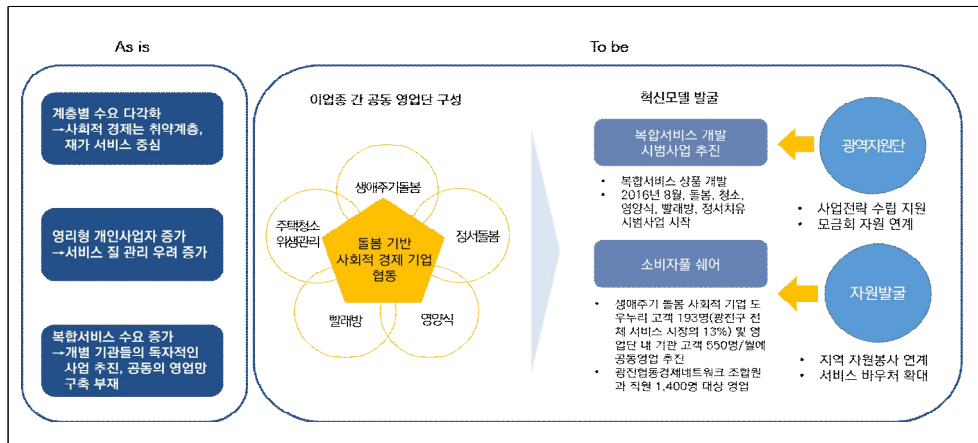 As is
계층별 수요 다각화
→사회적 경제는 취약계층,
재가 서비스 중심
영리형 개인사업자 증가
→서비스 질 관리 우려 증가
복합서비스 수요 증가
→개별 기관들의 독자적인
사업 추진, 공동의 영업망
구축 부재
To be
이업종 간 공동 영업단 구성
생애주기돌봄
주택청소
위생관리
정서돌봄
돌봄 기반
사회적 경제 기업
협동
빨래방
영양식
혁신모델 발굴
복합서비스 개발
시범사업 추진
• 복합서비스 상품 개발
• 2016년 8월, 돌봄, 청소,
영양식, 빨래방, 정서치유
시범사업 시작
광역지원단
• 사업전략 수립 지원
• 모금회 자원 연계
소비자풀 쉐어
• 생애주기 돌봄 사회적 기업 도
우누리 고객 193명(광진구 전
체 서비스 시장의 13%) 및 영
업단 내 기관 고객 550명/월에
공동영업 추진
• 광진협동경제네트워크 조합원
과 직원 1,400명 대상 영업
자원발굴
• 지역 자원봉사 연계
• 서비스 바우처 확대